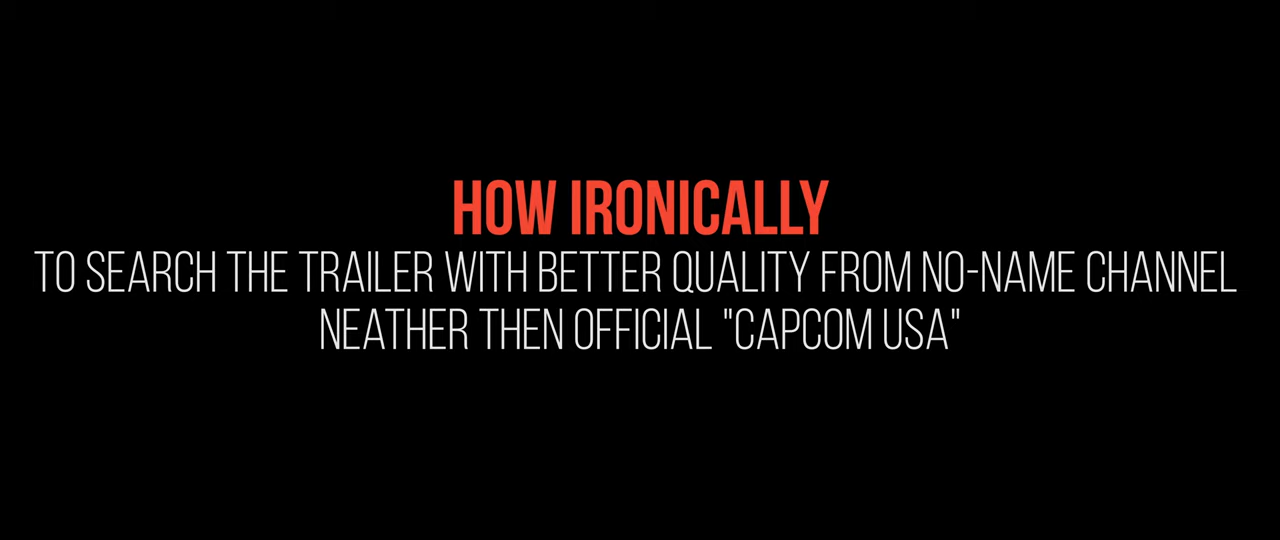 HOW IRONICALLY
TO SEARCH THE TRAILER WITH BETTER QUALITY FROM NO-NAME CHANNEL
NEATHER THEN OFFICIAL "CAPCOM USA"